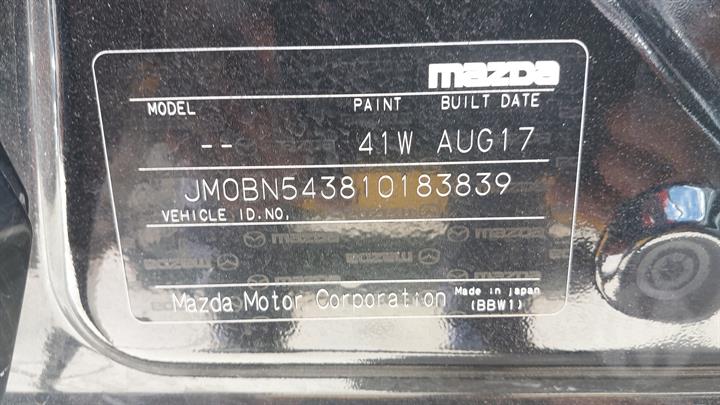 mazda
MODEL PAINT BUILT DATE
-- 41W AUG17
JM0BN543810183839
VEHICLE ID.NO,
Mazda Motor Corporation Made in japan
(BBW1)